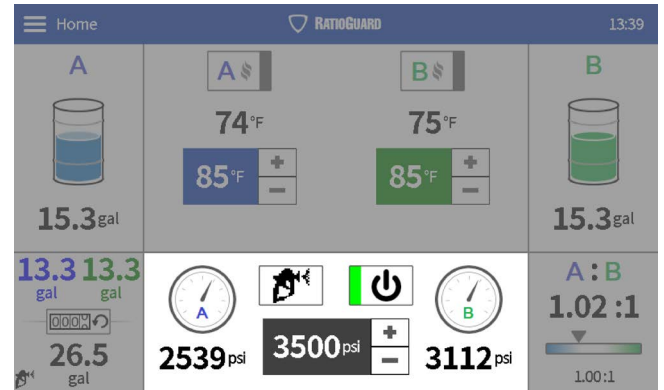 Home
RATIOGUARD
13:39
A
A
B
B
74°F
75°F
85°F
+
−
85°F
+
−
15.3gal
15.3gal
13.3 13.3
gal gal
26.5
gal
A
2539psi
3500psi
+
−
B
3112psi
A:B
1.02:1
1.00:1